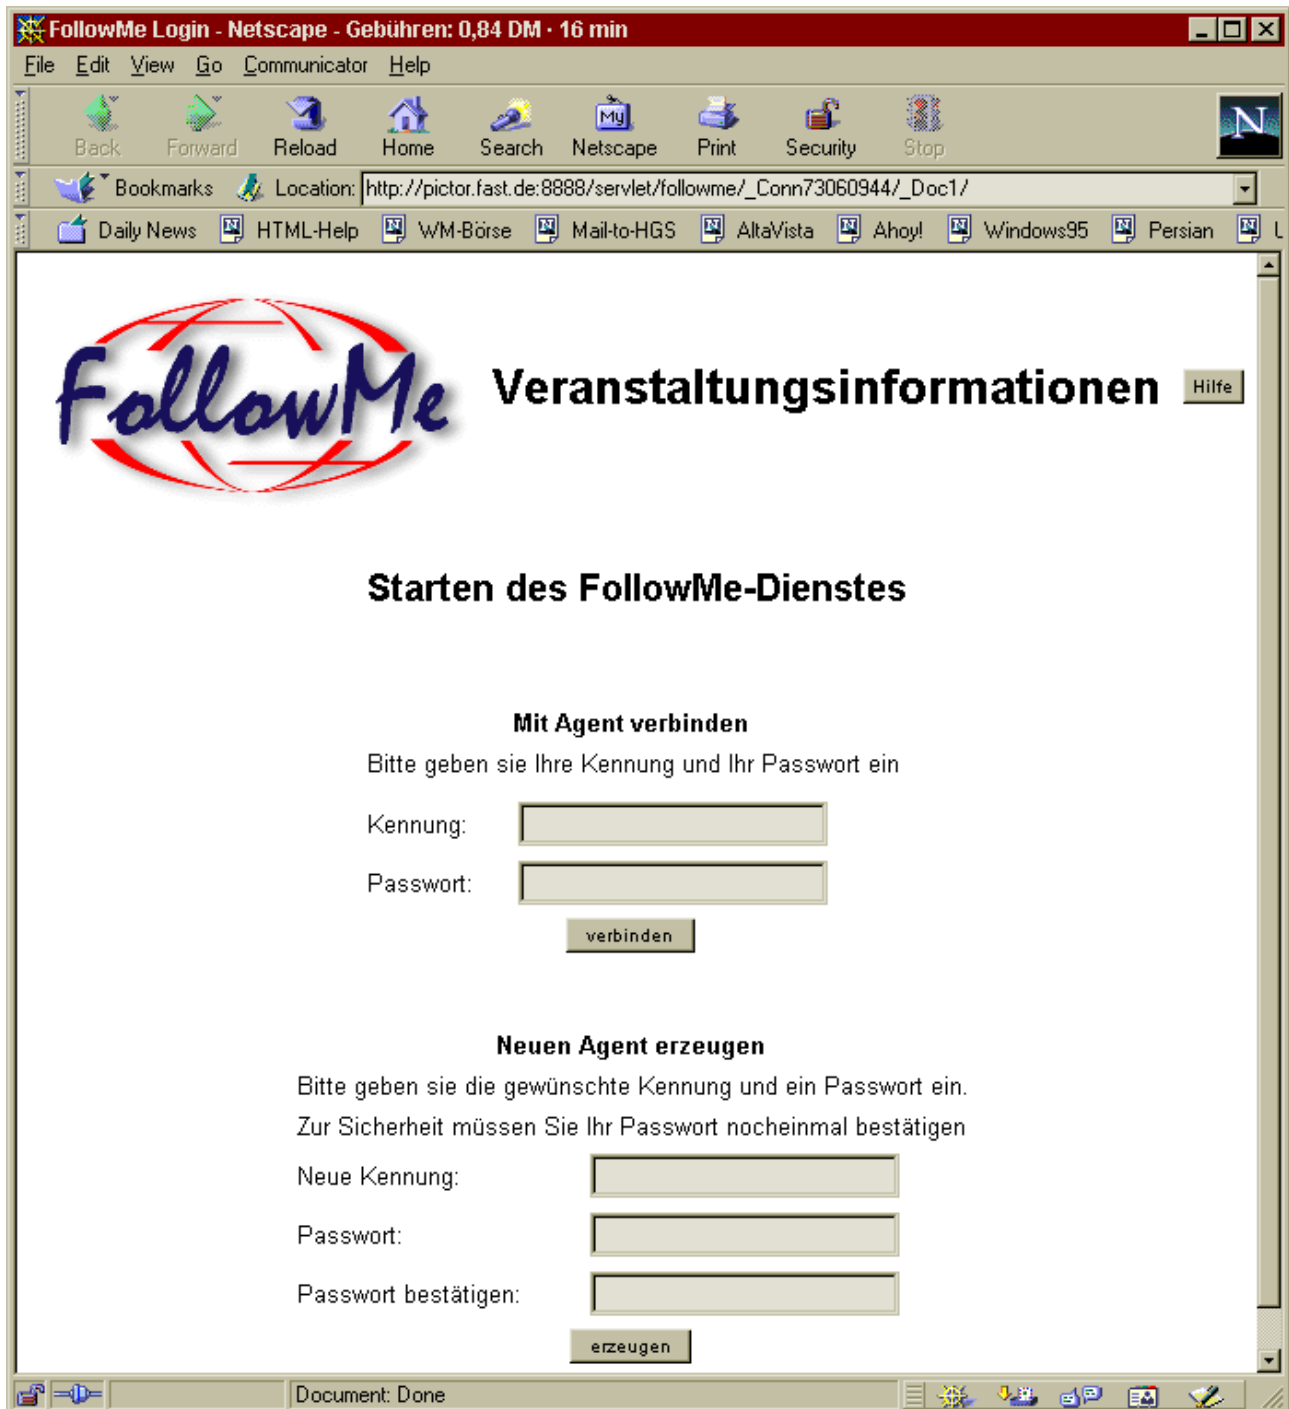 FollowMe Login - Netscape - Gebühren: 0,84 DM · 16 min
File Edit View Go Communicator Help
Back Forward Reload Home Search My Netscape Print Security Stop N
Bookmarks Location: http://pictor.fast.de:8888/servlet/followme/_Conn73060944/_Doc1/
Daily News HTML-Help WM-Börse Mail-to-HGS AltaVista Ahoy! Windows95 Persian
FollowMe Veranstaltungsinformationen Hilfe
Starten des FollowMe-Dienstes
Mit Agent verbinden
Bitte geben sie Ihre Kennung und Ihr Passwort ein
Kennung:
Passwort:
verbinden
Neuen Agent erzeugen
Bitte geben sie die gewünschte Kennung und ein Passwort ein.
Zur Sicherheit müssen Sie Ihr Passwort nocheinmal bestätigen
Neue Kennung:
Passwort:
Passwort bestätigen:
erzeugen
Document: Done